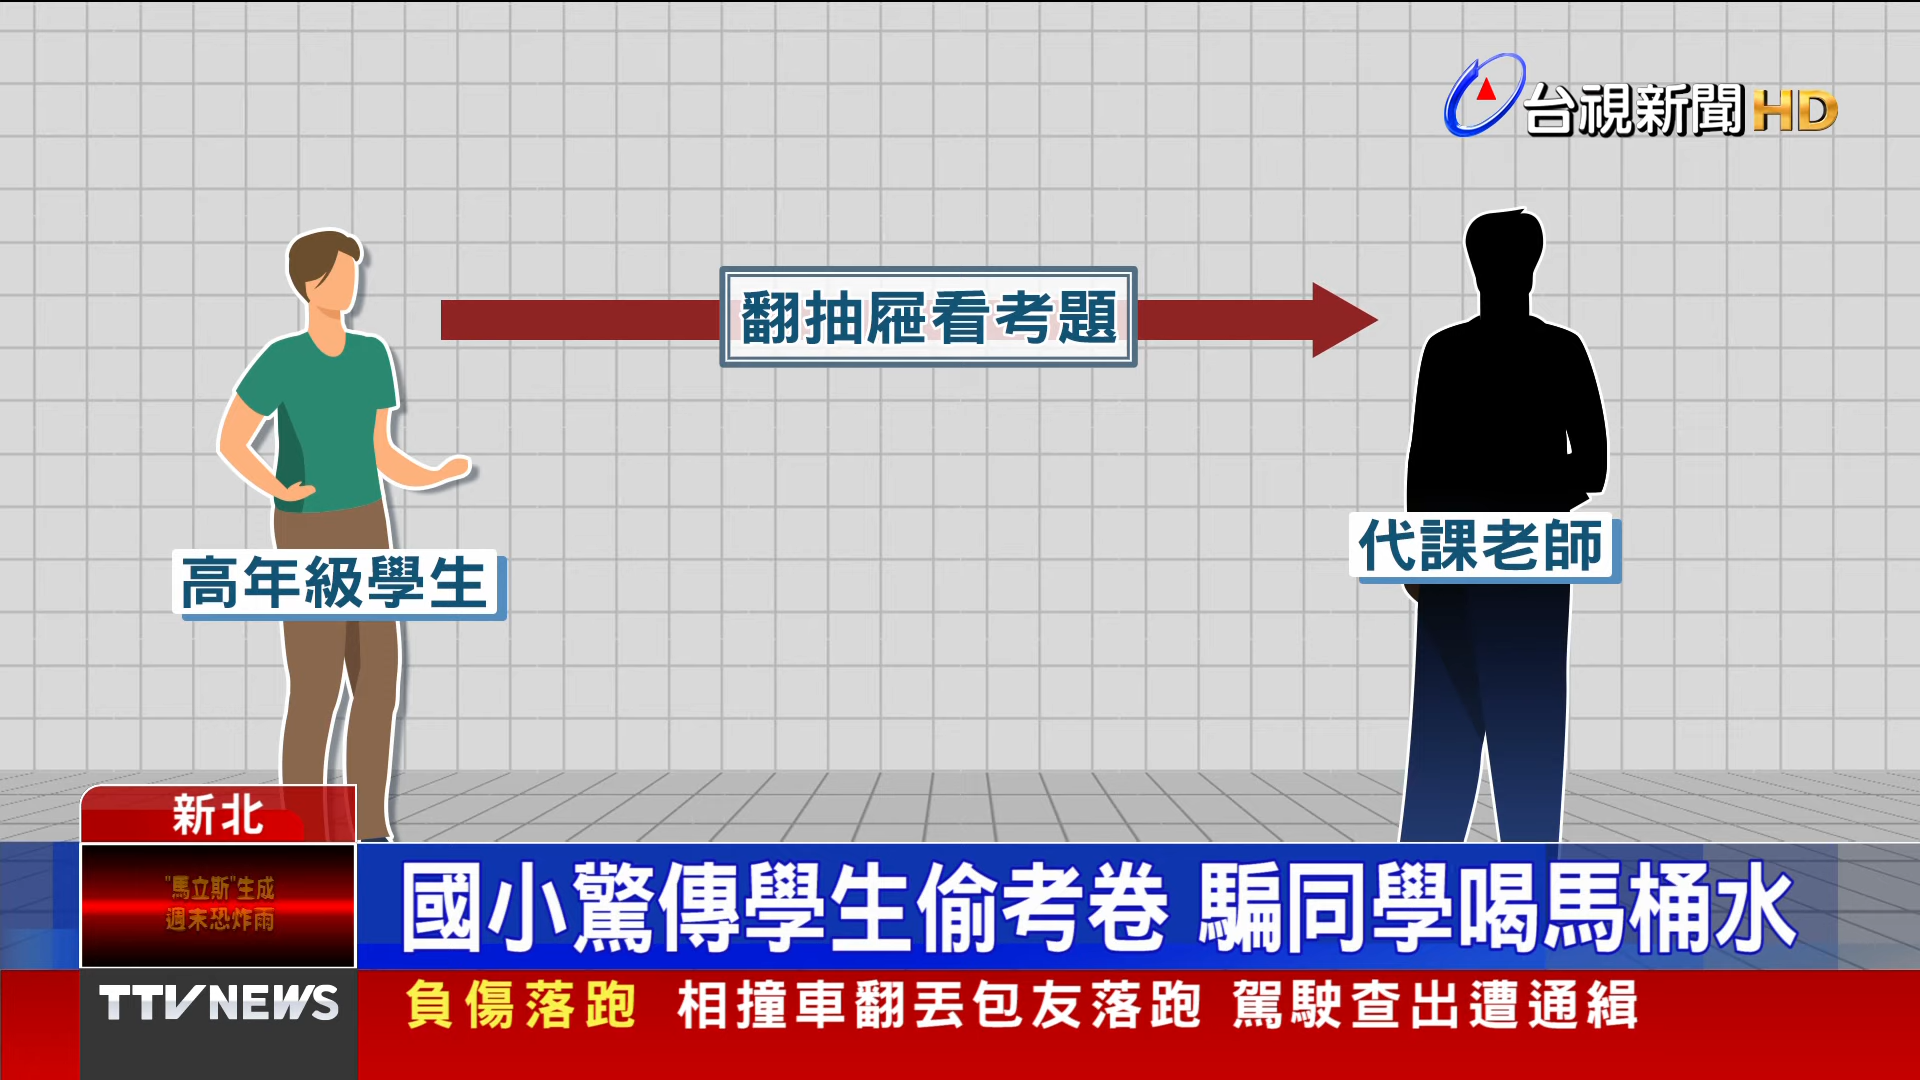 台視新聞HD
翻抽屜看考題
代課老師
高年級學生
新北
"馬立斯"生成
週末恐炸雨
國小驚傳學生偷考卷 騙同學喝馬桶水
TTV NEWS
負傷落跑 相撞車翻丟包友落跑 駕駛查出遭通緝